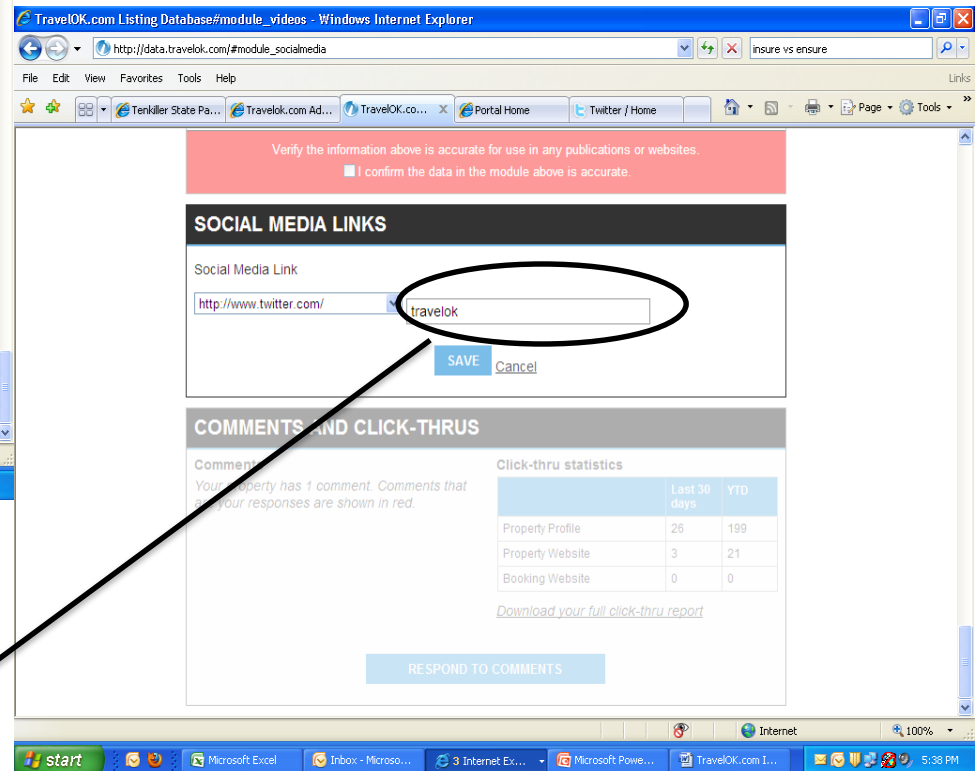 TravelOK.com Listing Database#module_videos - Windows Internet Explorer
http://data.travelok.com/#module_socialmedia
insure vs ensure
File Edit View Favorites Tools Help
Links
Tenkiller State Pa... Travelok.com Ad... TravelOK.co... Portal Home Twitter / Home Page Tools
Verify the information above is accurate for use in any publications or websites.
I confirm the data in the module above is accurate.
SOCIAL MEDIA LINKS
Social Media Link
http://www.twitter.com/ travelok
SAVE Cancel
COMMENTS AND CLICK-THRUS
Comments Click-thru statistics
Your property has 1 comment. Comments that
your responses are shown in red.
Last 30 days YTD
Property Profile 26 199
Property Website 3 21
Booking Website 0 0
Download your full click-thru report
RESPOND TO COMMENTS
Internet 100%
start Microsoft Excel Inbox - Microso... 3 Internet Ex... Microsoft Powe... TravelOK.com I... 5:38 PM